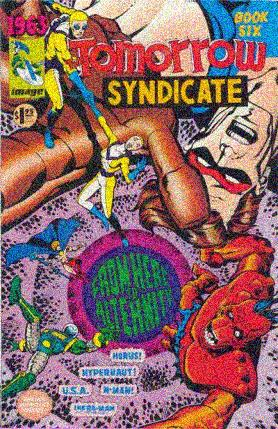 1963
BOOK
SIX
Tomorrow
SYNDICATE
image
$1.95
FROM HERE
TO
ALTERNITY
HORUS!
HYPERNAUT!
U.S.A.
N-MAN!
INFRA-MAN